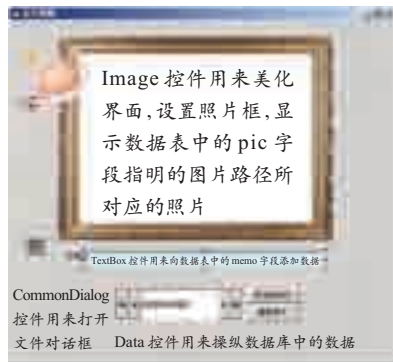 Image 控件用来美化
界面,设置照片框,显
示数据表中的 pic 字
段指明的图片路径所
对应的照片
TextBox 控件用来向数据表中的 memo 字段添加数据
CommonDialog
控件用来打开
文件对话框
Data 控件用来操纵数据库中的数据